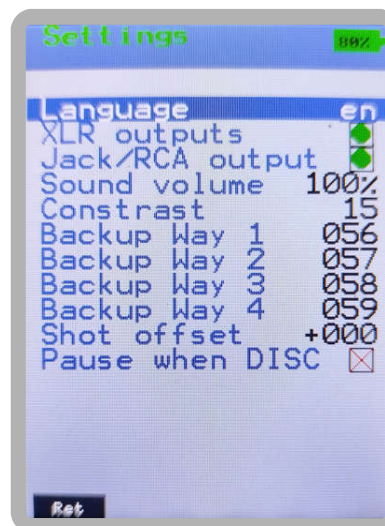 Settings
80%
Language en
XLR outputs
Jack/RCA output
Sound volume 100%
Constrast 15
Backup Way 1 056
Backup Way 2 057
Backup Way 3 058
Backup Way 4 059
Shot offset +000
Pause when DISC
Ret